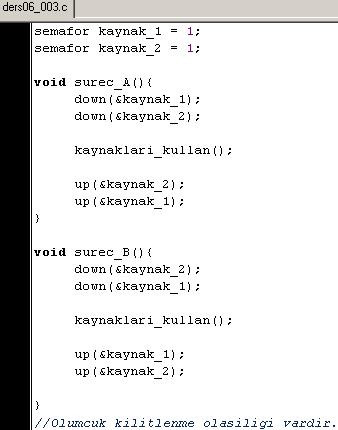 ders06_003.c
semafor kaynak_1 = 1;
semafor kaynak_2 = 1;
void surec_A(){
down(&kaynak_1);
down(&kaynak_2);
kaynaklari_kullan();
up(&kaynak_2);
up(&kaynak_1);
}
void surec_B(){
down(&kaynak_2);
down(&kaynak_1);
kaynaklari_kullan();
up(&kaynak_1);
up(&kaynak_2);
}
//Olumcuk kilitlenme olasiligi vardir.